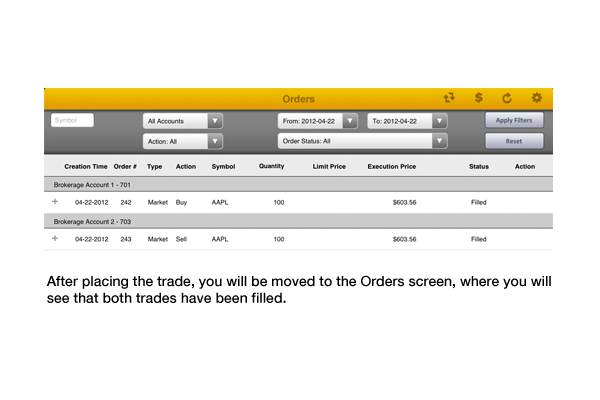 Orders
Symbol All Accounts From: 2012-04-22 To: 2012-04-22 Apply Filters
Action: All Order Status: All Reset
Creation Time Order # Type Action Symbol Quantity Limit Price Execution Price Status Action
Brokerage Account 1 - 701
+ 04-22-2012 242 Market Buy AAPL 100 $603.56 Filled
Brokerage Account 2 - 703
+ 04-22-2012 243 Market Sell AAPL 100 $603.56 Filled
After placing the trade, you will be moved to the Orders screen, where you will
see that both trades have been filled.